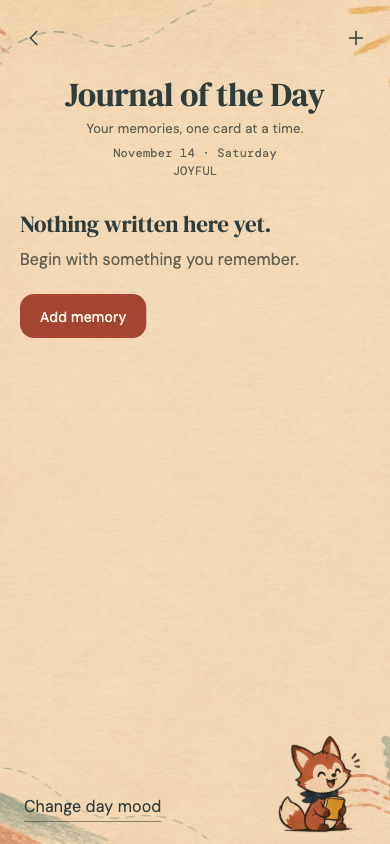 Journal of the Day
Your memories, one card at a time.
November 14 · Saturday
JOYFUL
Nothing written here yet.
Begin with something you remember.
Add memory
Change day mood